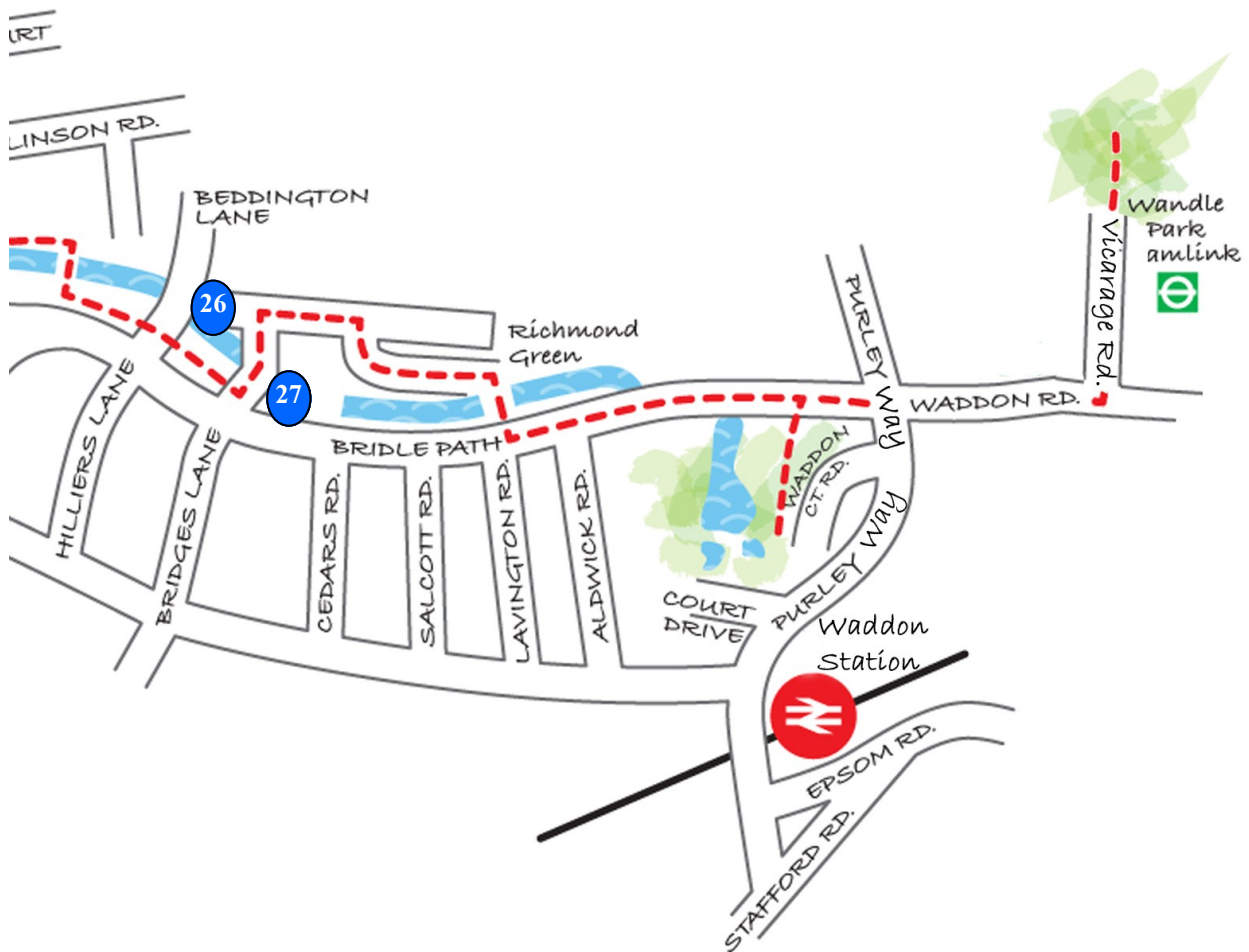 ART
LINSON RD.
BEDDINGTON
LANE
26
27
Richmond
Green
PURLEY WAY
Wandle
Park
amlink
Vicarage Rd.
WADDON RD.
BRIDLE PATH
HILLIERS LANE
BRIDGES LANE
CEDARS RD.
SALCOTT RD.
LAVINGTON RD.
ALDWICK RD.
WADDON
CT. RD.
PURLEY Way
COURT
DRIVE
Waddon
Station
EPSOM RD.
STAFFORD RD.